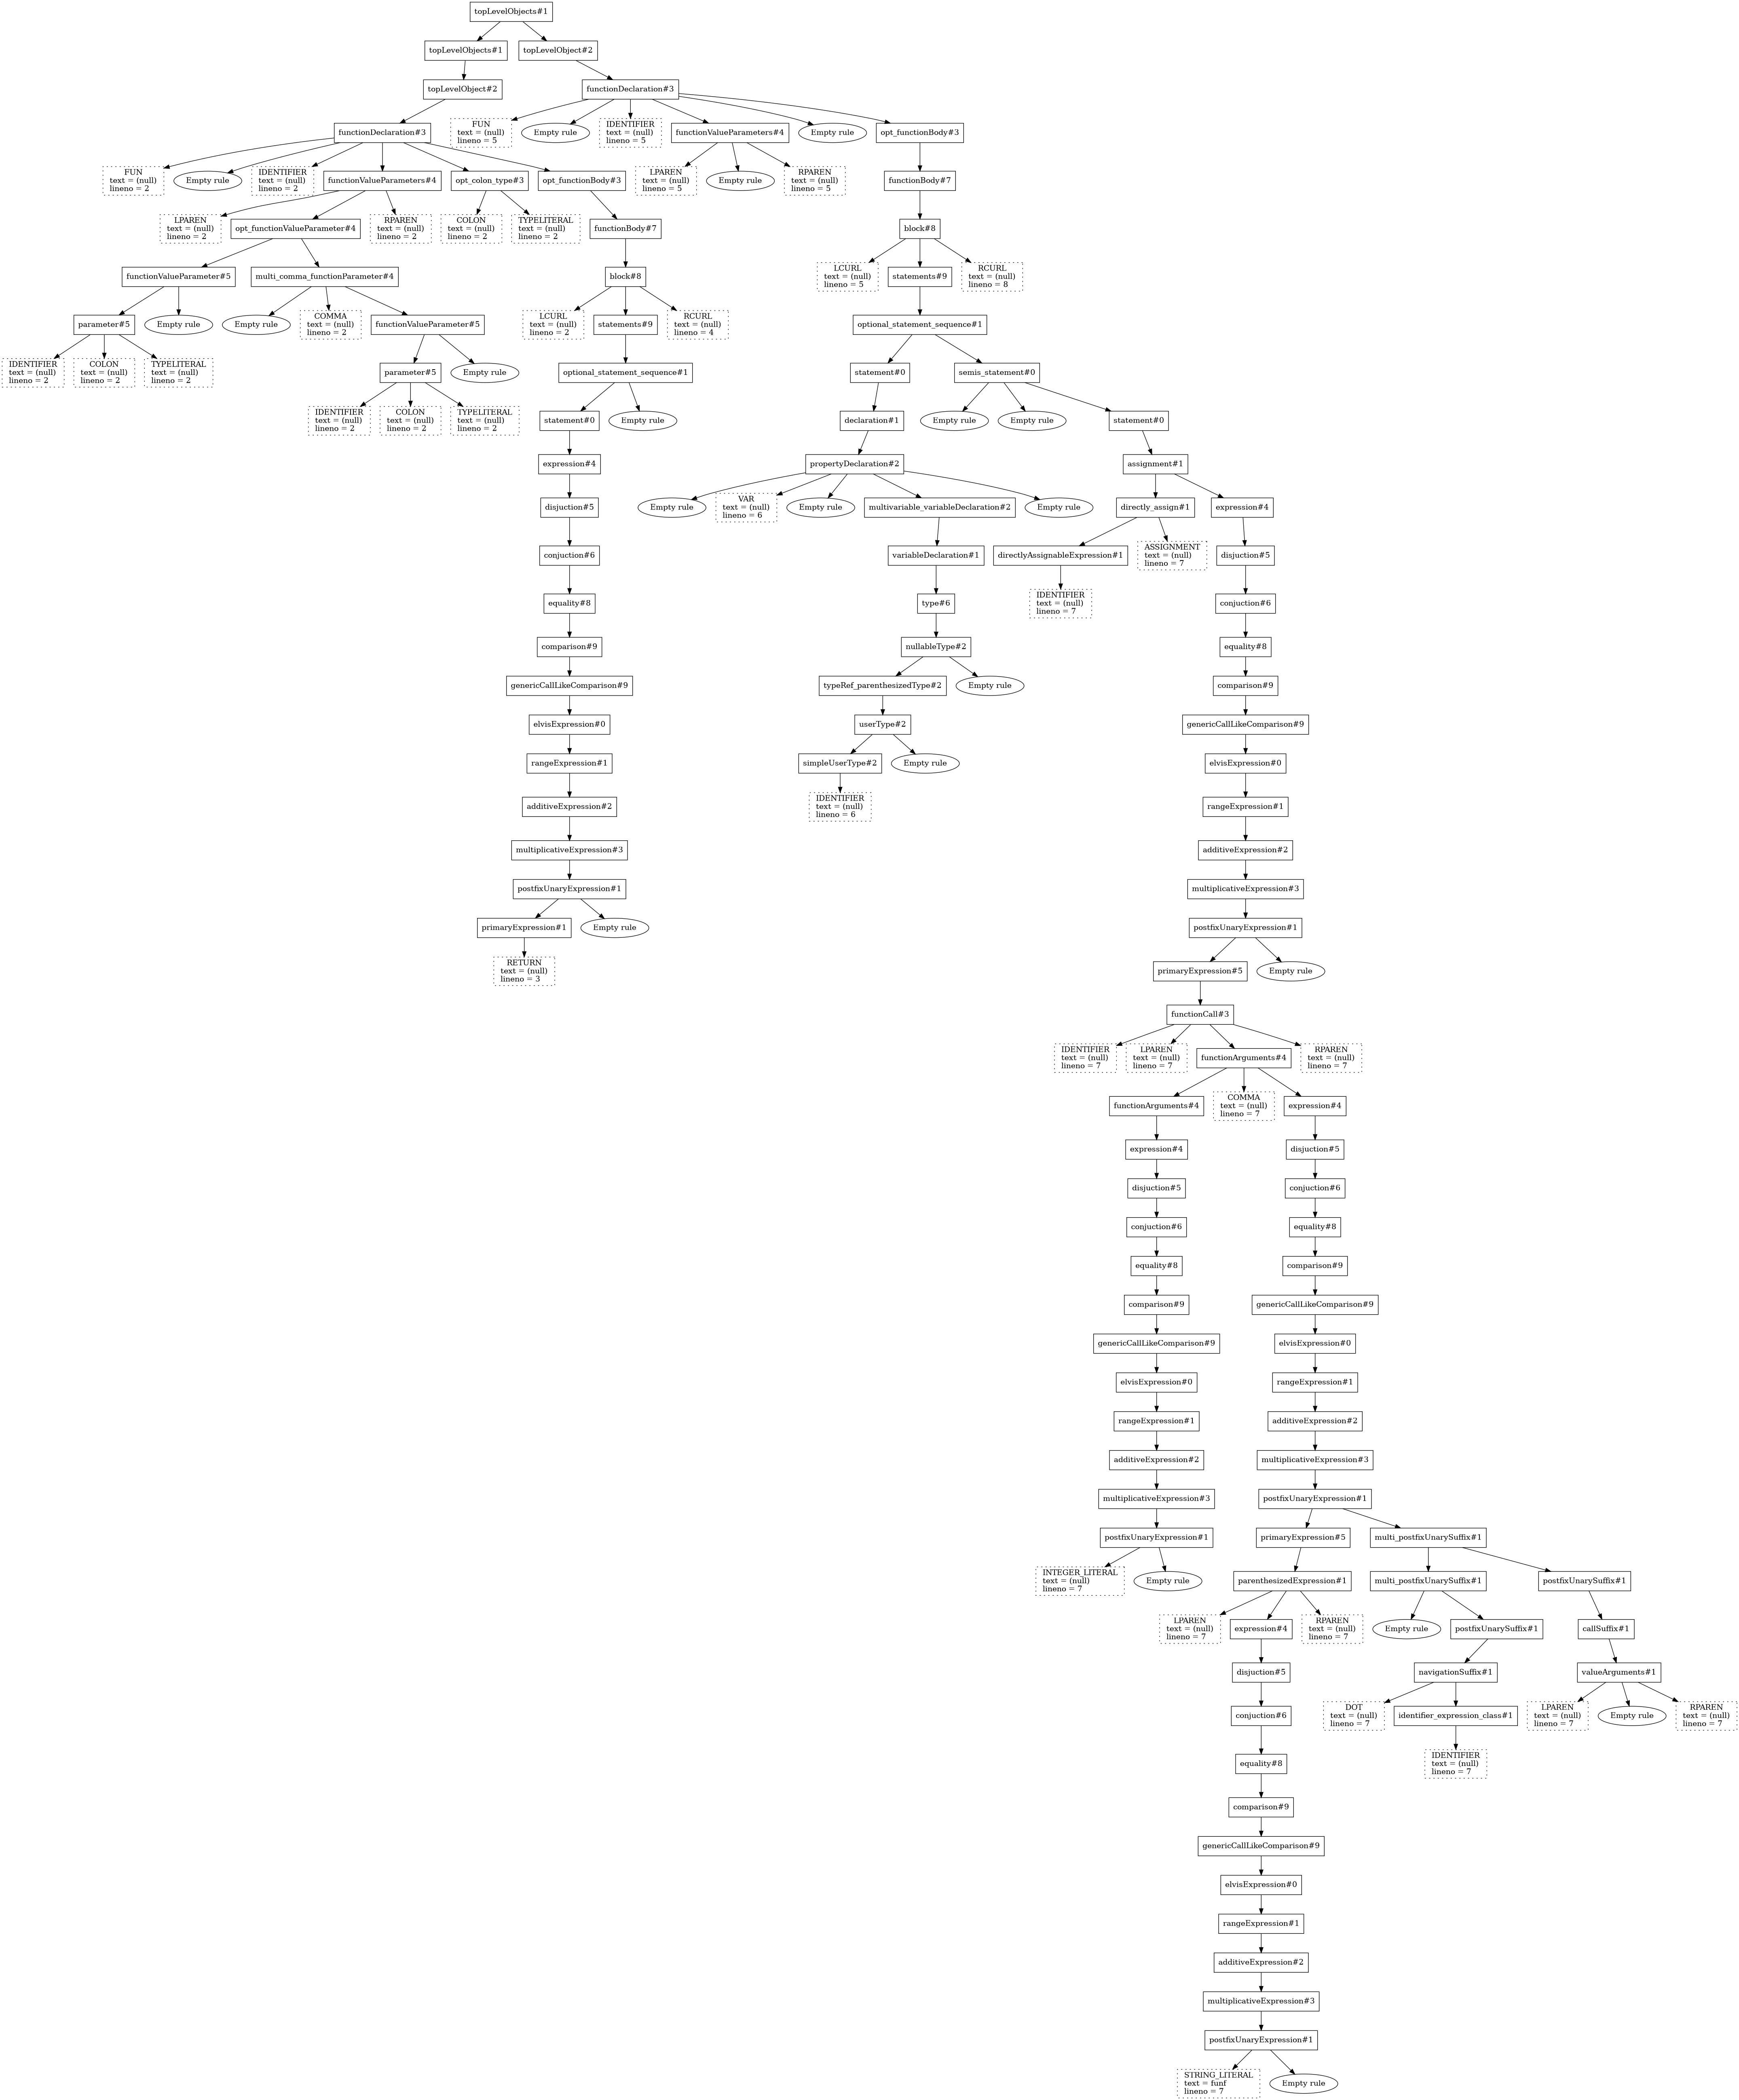 topLevelObjects#1
topLevelObjects#1
topLevelObject#2
topLevelObject#2
functionDeclaration#3
functionDeclaration#3
FUN
text = (null)
lineno = 5
Empty rule
IDENTIFIER
text = (null)
lineno = 5
functionValueParameters#4
Empty rule
opt_functionBody#3
FUN
text = (null)
lineno = 2
Empty rule
IDENTIFIER
text = (null)
lineno = 2
functionValueParameters#4
opt_colon_type#3
opt_functionBody#3
LPAREN
text = (null)
lineno = 5
Empty rule
RPAREN
text = (null)
lineno = 5
functionBody#7
LPAREN
text = (null)
lineno = 2
opt_functionValueParameter#4
RPAREN
text = (null)
lineno = 2
COLON
text = (null)
lineno = 2
TYPELITERAL
text = (null)
lineno = 2
functionBody#7
block#8
functionValueParameter#5
multi_comma_functionParameter#4
block#8
LCURL
text = (null)
lineno = 5
statements#9
RCURL
text = (null)
lineno = 8
parameter#5
Empty rule
Empty rule
COMMA
text = (null)
lineno = 2
functionValueParameter#5
LCURL
text = (null)
lineno = 2
statements#9
RCURL
text = (null)
lineno = 4
optional_statement_sequence#1
IDENTIFIER
text = (null)
lineno = 2
COLON
text = (null)
lineno = 2
TYPELITERAL
text = (null)
lineno = 2
parameter#5
Empty rule
optional_statement_sequence#1
statement#0
semis_statement#0
IDENTIFIER
text = (null)
lineno = 2
COLON
text = (null)
lineno = 2
TYPELITERAL
text = (null)
lineno = 2
statement#0
Empty rule
declaration#1
Empty rule
Empty rule
statement#0
expression#4
propertyDeclaration#2
assignment#1
disjuction#5
Empty rule
VAR
text = (null)
lineno = 6
Empty rule
multivariable_variableDeclaration#2
Empty rule
directly_assign#1
expression#4
conjuction#6
variableDeclaration#1
directlyAssignableExpression#1
ASSIGNMENT
text = (null)
lineno = 7
disjuction#5
equality#8
type#6
IDENTIFIER
text = (null)
lineno = 7
conjuction#6
comparison#9
nullableType#2
equality#8
genericCallLikeComparison#9
typeRef_parenthesizedType#2
Empty rule
comparison#9
elvisExpression#0
userType#2
genericCallLikeComparison#9
rangeExpression#1
simpleUserType#2
Empty rule
elvisExpression#0
additiveExpression#2
IDENTIFIER
text = (null)
lineno = 6
rangeExpression#1
multiplicativeExpression#3
additiveExpression#2
postfixUnaryExpression#1
multiplicativeExpression#3
primaryExpression#1
Empty rule
postfixUnaryExpression#1
RETURN
text = (null)
lineno = 3
primaryExpression#5
Empty rule
functionCall#3
IDENTIFIER
text = (null)
lineno = 7
LPAREN
text = (null)
lineno = 7
functionArguments#4
RPAREN
text = (null)
lineno = 7
functionArguments#4
COMMA
text = (null)
lineno = 7
expression#4
expression#4
disjuction#5
disjuction#5
conjuction#6
conjuction#6
equality#8
equality#8
comparison#9
comparison#9
genericCallLikeComparison#9
genericCallLikeComparison#9
elvisExpression#0
elvisExpression#0
rangeExpression#1
rangeExpression#1
additiveExpression#2
additiveExpression#2
multiplicativeExpression#3
multiplicativeExpression#3
postfixUnaryExpression#1
postfixUnaryExpression#1
primaryExpression#5
multi_postfixUnarySuffix#1
INTEGER_LITERAL
text = (null)
lineno = 7
Empty rule
parenthesizedExpression#1
multi_postfixUnarySuffix#1
postfixUnarySuffix#1
LPAREN
text = (null)
lineno = 7
expression#4
RPAREN
text = (null)
lineno = 7
Empty rule
postfixUnarySuffix#1
callSuffix#1
disjuction#5
navigationSuffix#1
valueArguments#1
conjuction#6
DOT
text = (null)
lineno = 7
identifier_expression_class#1
LPAREN
text = (null)
lineno = 7
Empty rule
RPAREN
text = (null)
lineno = 7
equality#8
IDENTIFIER
text = (null)
lineno = 7
comparison#9
genericCallLikeComparison#9
elvisExpression#0
rangeExpression#1
additiveExpression#2
multiplicativeExpression#3
postfixUnaryExpression#1
STRING_LITERAL
text = funf
lineno = 7
Empty rule